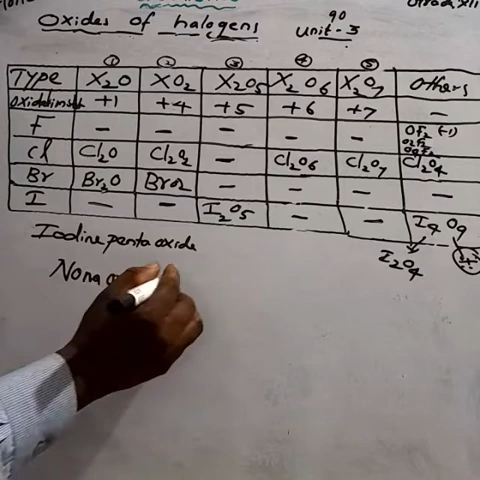 90
Oxides of halogens unit-3
① ② ③ ④ ⑤
Type X₂O XO₂ X₂O₅ X₂O₆ X₂O₇ Others
+1 +4 +5 +6 +7 –
F – – – – – OF₂ (-1)
Cl Cl₂O – Cl₂O₆ Cl₂O₇ Cl₂O₄
Br Br₂O BrO₂ – – – –
I – – I₂O₅ – – I₄O₉
Iodine penta oxide I₂O₄
Nona